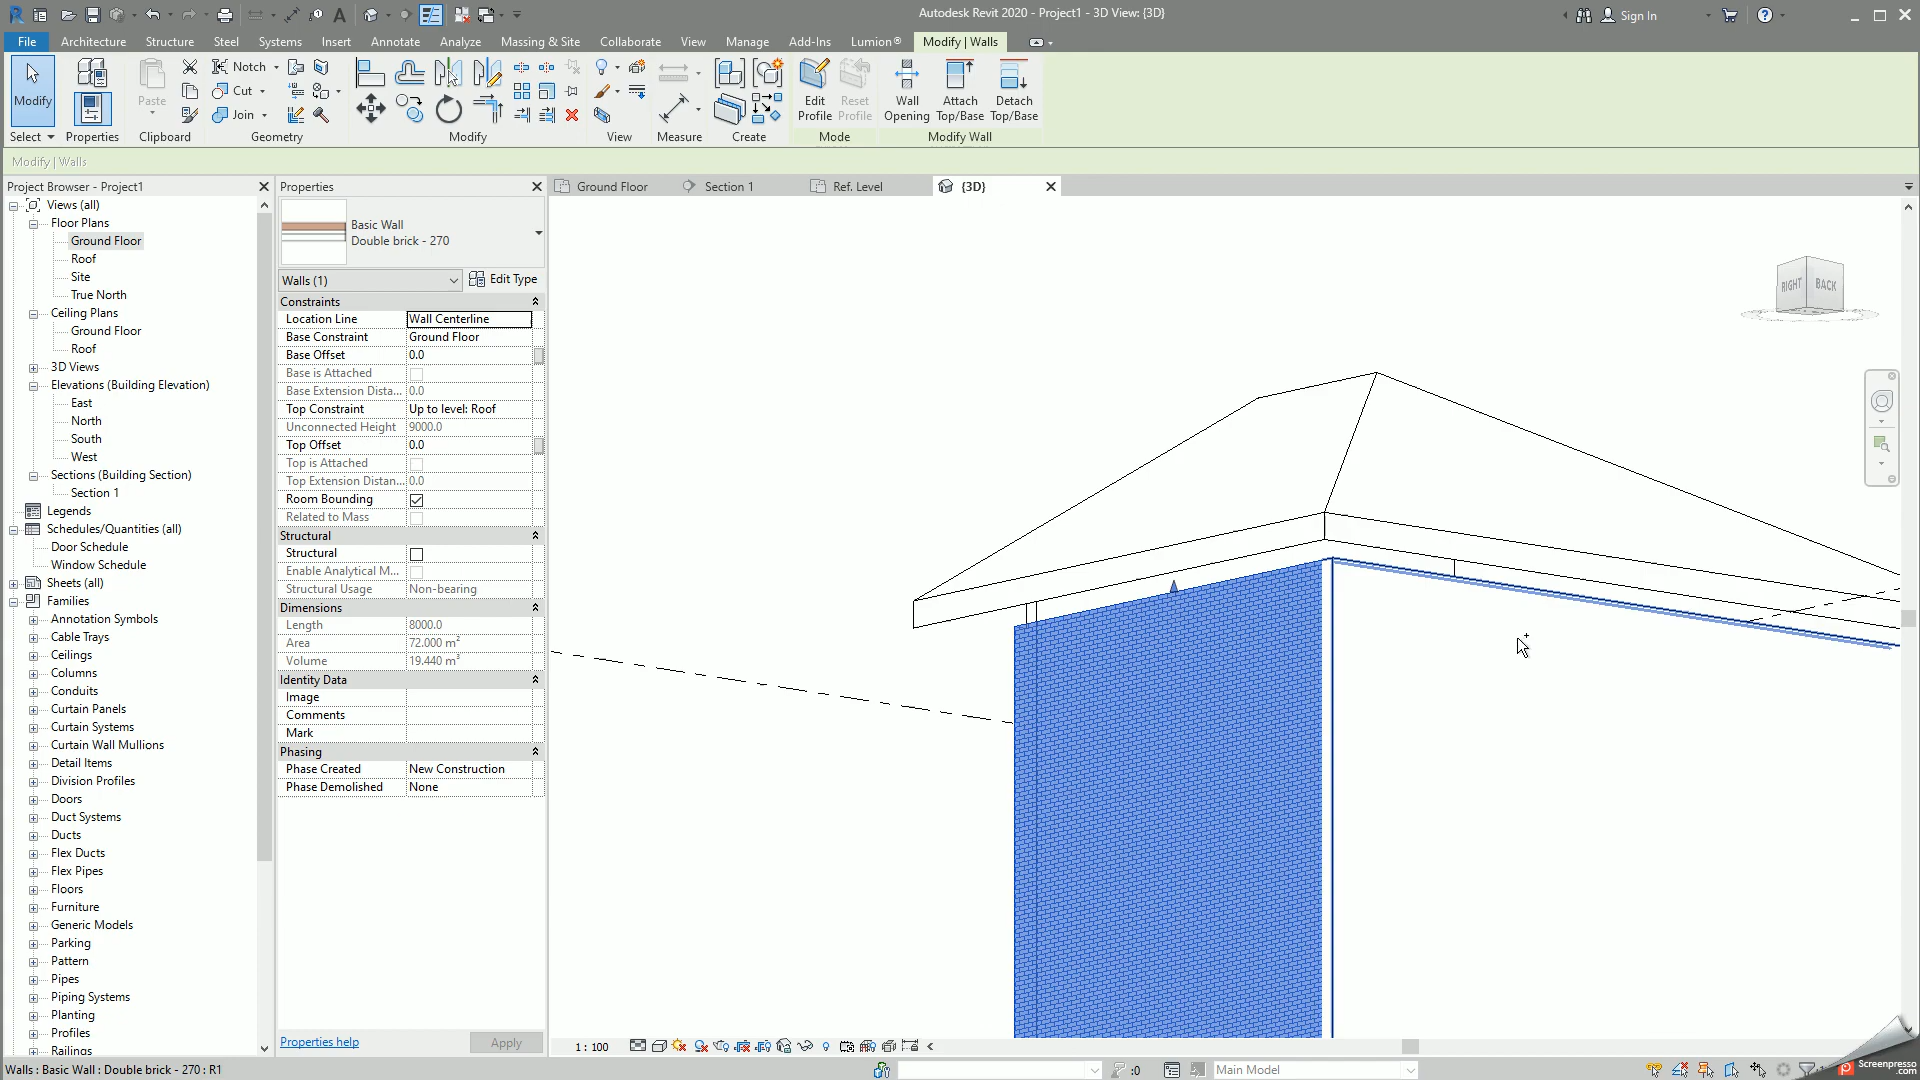 Autodesk Revit 2020 - Project1 - 3D View: {3D}
Sign In
File
Architecture
Structure
Steel
Systems
Insert
Annotate
Analyze
Massing & Site
Collaborate
View
Manage
Add-Ins
Lumion®
Modify | Walls
Modify
Paste
Notch
Cut
Join
Edit Profile
Reset Profile
Wall Opening
Attach Top/Base
Detach Top/Base
Select
Properties
Clipboard
Geometry
Modify
View
Measure
Create
Mode
Modify Wall
Modify | Walls
Project Browser - Project1
Views (all)
Floor Plans
Ground Floor
Roof
Site
True North
Ceiling Plans
Ground Floor
Roof
3D Views
Elevations (Building Elevation)
East
North
South
West
Sections (Building Section)
Section 1
Legends
Schedules/Quantities (all)
Door Schedule
Window Schedule
Sheets (all)
Families
Annotation Symbols
Cable Trays
Ceilings
Columns
Conduits
Curtain Panels
Curtain Systems
Curtain Wall Mullions
Detail Items
Division Profiles
Doors
Duct Systems
Ducts
Flex Ducts
Flex Pipes
Floors
Furniture
Generic Models
Parking
Pattern
Pipes
Piping Systems
Planting
Profiles
Railings
Properties
Basic Wall
Double brick - 270
Walls (1)
Edit Type
Constraints
Location Line Wall Centerline
Base Constraint Ground Floor
Base Offset 0.0
Base is Attached
Base Extension Dista... 0.0
Top Constraint Up to level: Roof
Unconnected Height 9000.0
Top Offset 0.0
Top is Attached
Top Extension Distan... 0.0
Room Bounding
Related to Mass
Structural
Structural
Enable Analytical M...
Structural Usage Non-bearing
Dimensions
Length 8000.0
Area 72.000 m²
Volume 19.440 m³
Identity Data
Image
Comments
Mark
Phasing
Phase Created New Construction
Phase Demolished None
Properties help
Apply
Ground Floor
Section 1
Ref. Level
{3D}
RIGHT
BACK
1 : 100
Walls : Basic Wall : Double brick - 270 : R1
:0
Main Model
Screenpresso
.com